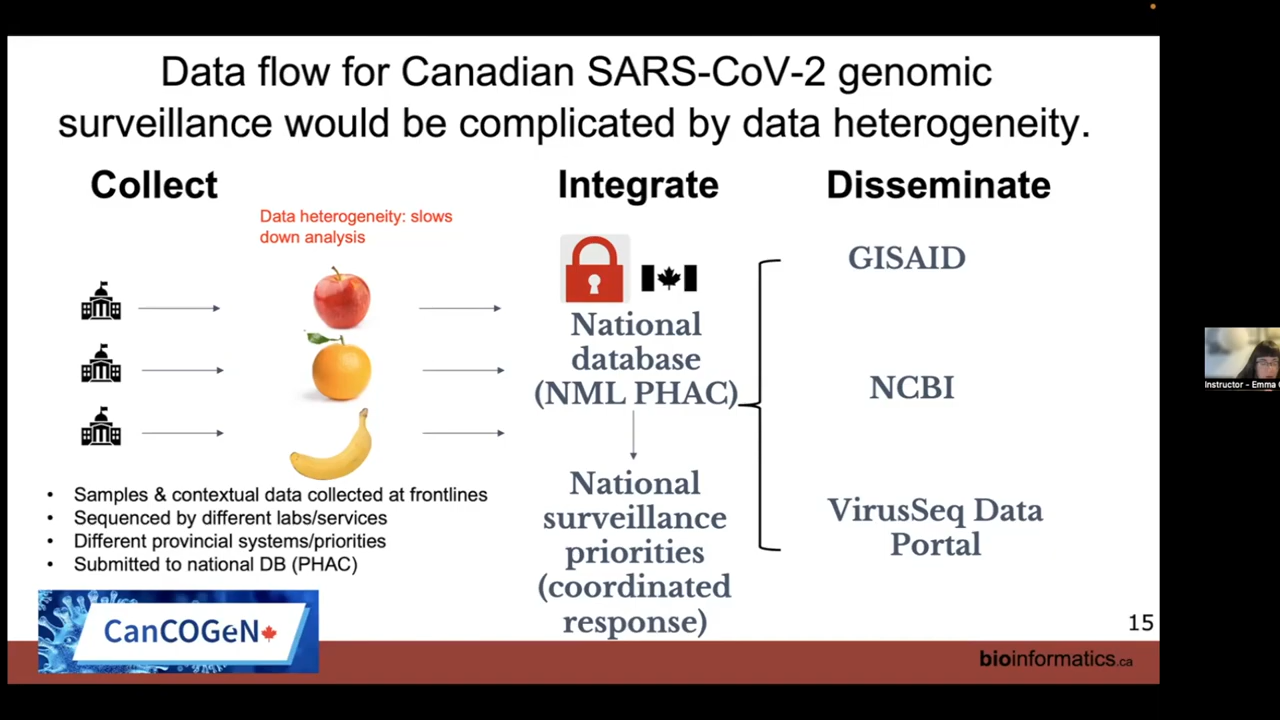 Data flow for Canadian SARS-CoV-2 genomic
surveillance would be complicated by data heterogeneity.
Collect
Integrate
Disseminate
Data heterogeneity: slows
down analysis
National
database
(NML PHAC)
National
surveillance
priorities
(coordinated
response)
GISAID
NCBI
VirusSeq Data
Portal
• Samples & contextual data collected at frontlines
• Sequenced by different labs/services
• Different provincial systems/priorities
• Submitted to national DB (PHAC)
CanCOGeN
15
bioinformatics.ca
Instructor - Emma